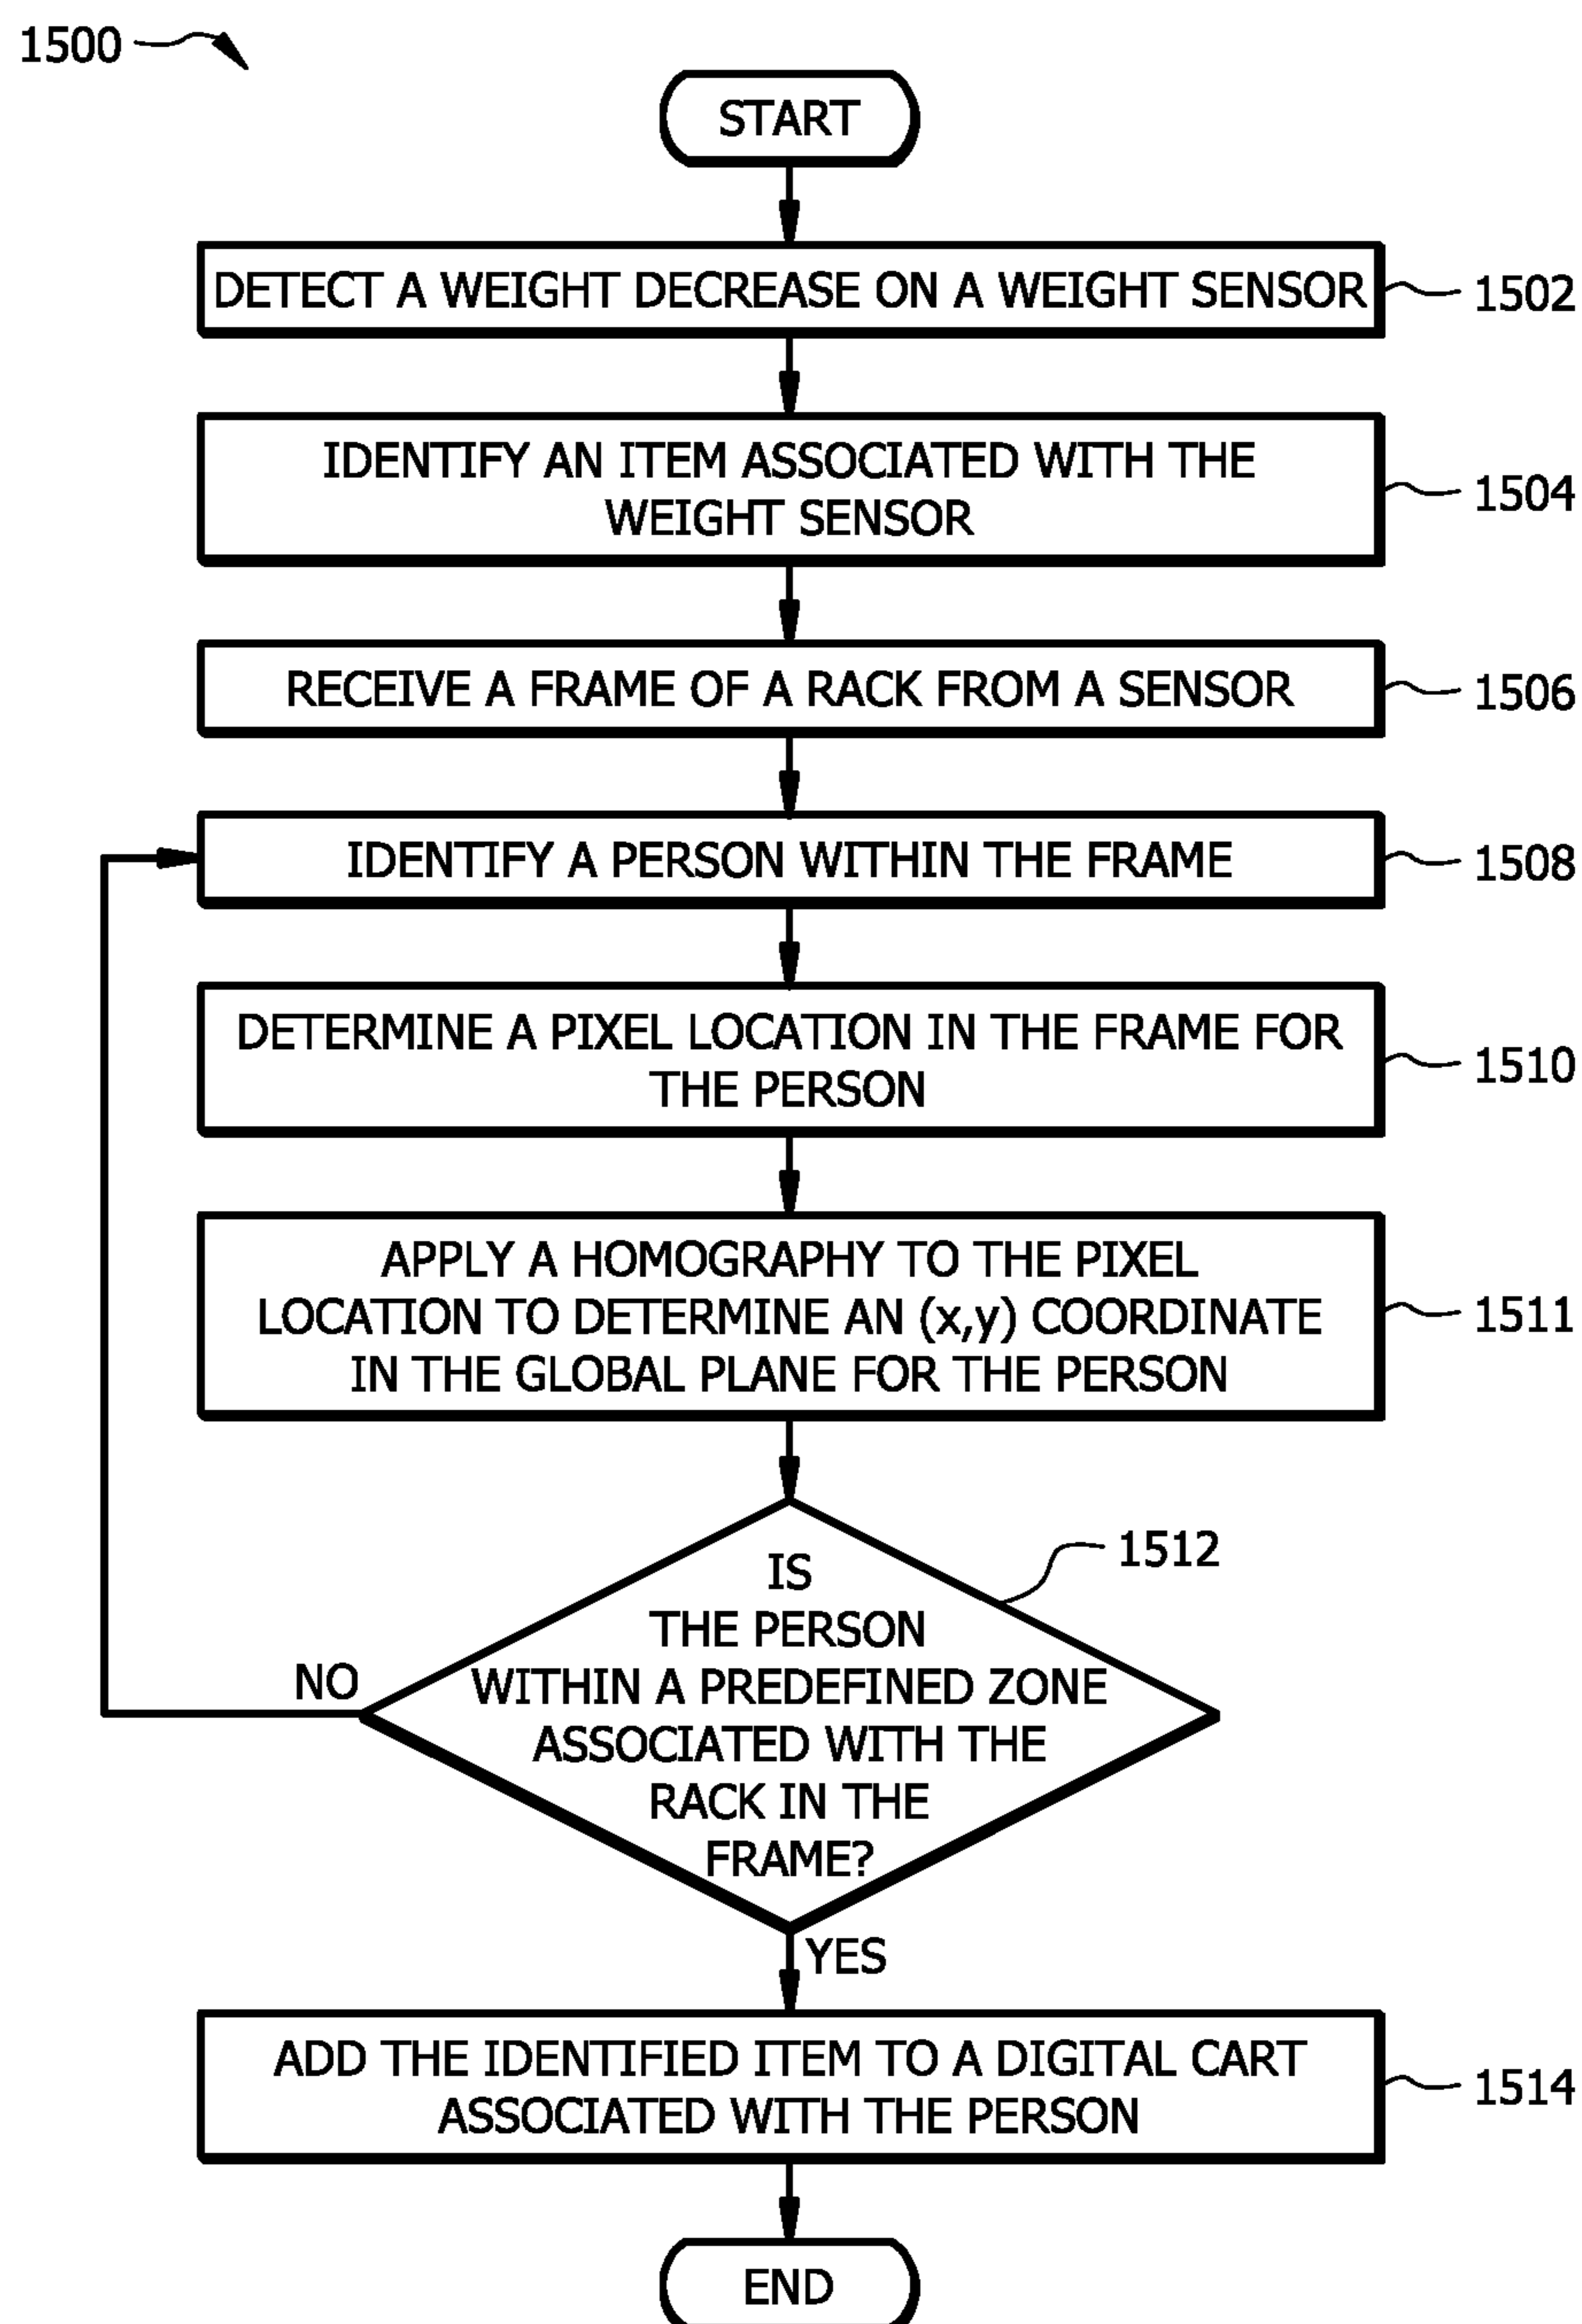 1500
START
DETECT A WEIGHT DECREASE ON A WEIGHT SENSOR
1502
IDENTIFY AN ITEM ASSOCIATED WITH THE
WEIGHT SENSOR
1504
RECEIVE A FRAME OF A RACK FROM A SENSOR
1506
IDENTIFY A PERSON WITHIN THE FRAME
1508
DETERMINE A PIXEL LOCATION IN THE FRAME FOR
THE PERSON
1510
APPLY A HOMOGRAPHY TO THE PIXEL
LOCATION TO DETERMINE AN (x,y) COORDINATE
IN THE GLOBAL PLANE FOR THE PERSON
1511
IS
THE PERSON
WITHIN A PREDEFINED ZONE
ASSOCIATED WITH THE
RACK IN THE
FRAME?
1512
NO
YES
ADD THE IDENTIFIED ITEM TO A DIGITAL CART
ASSOCIATED WITH THE PERSON
1514
END